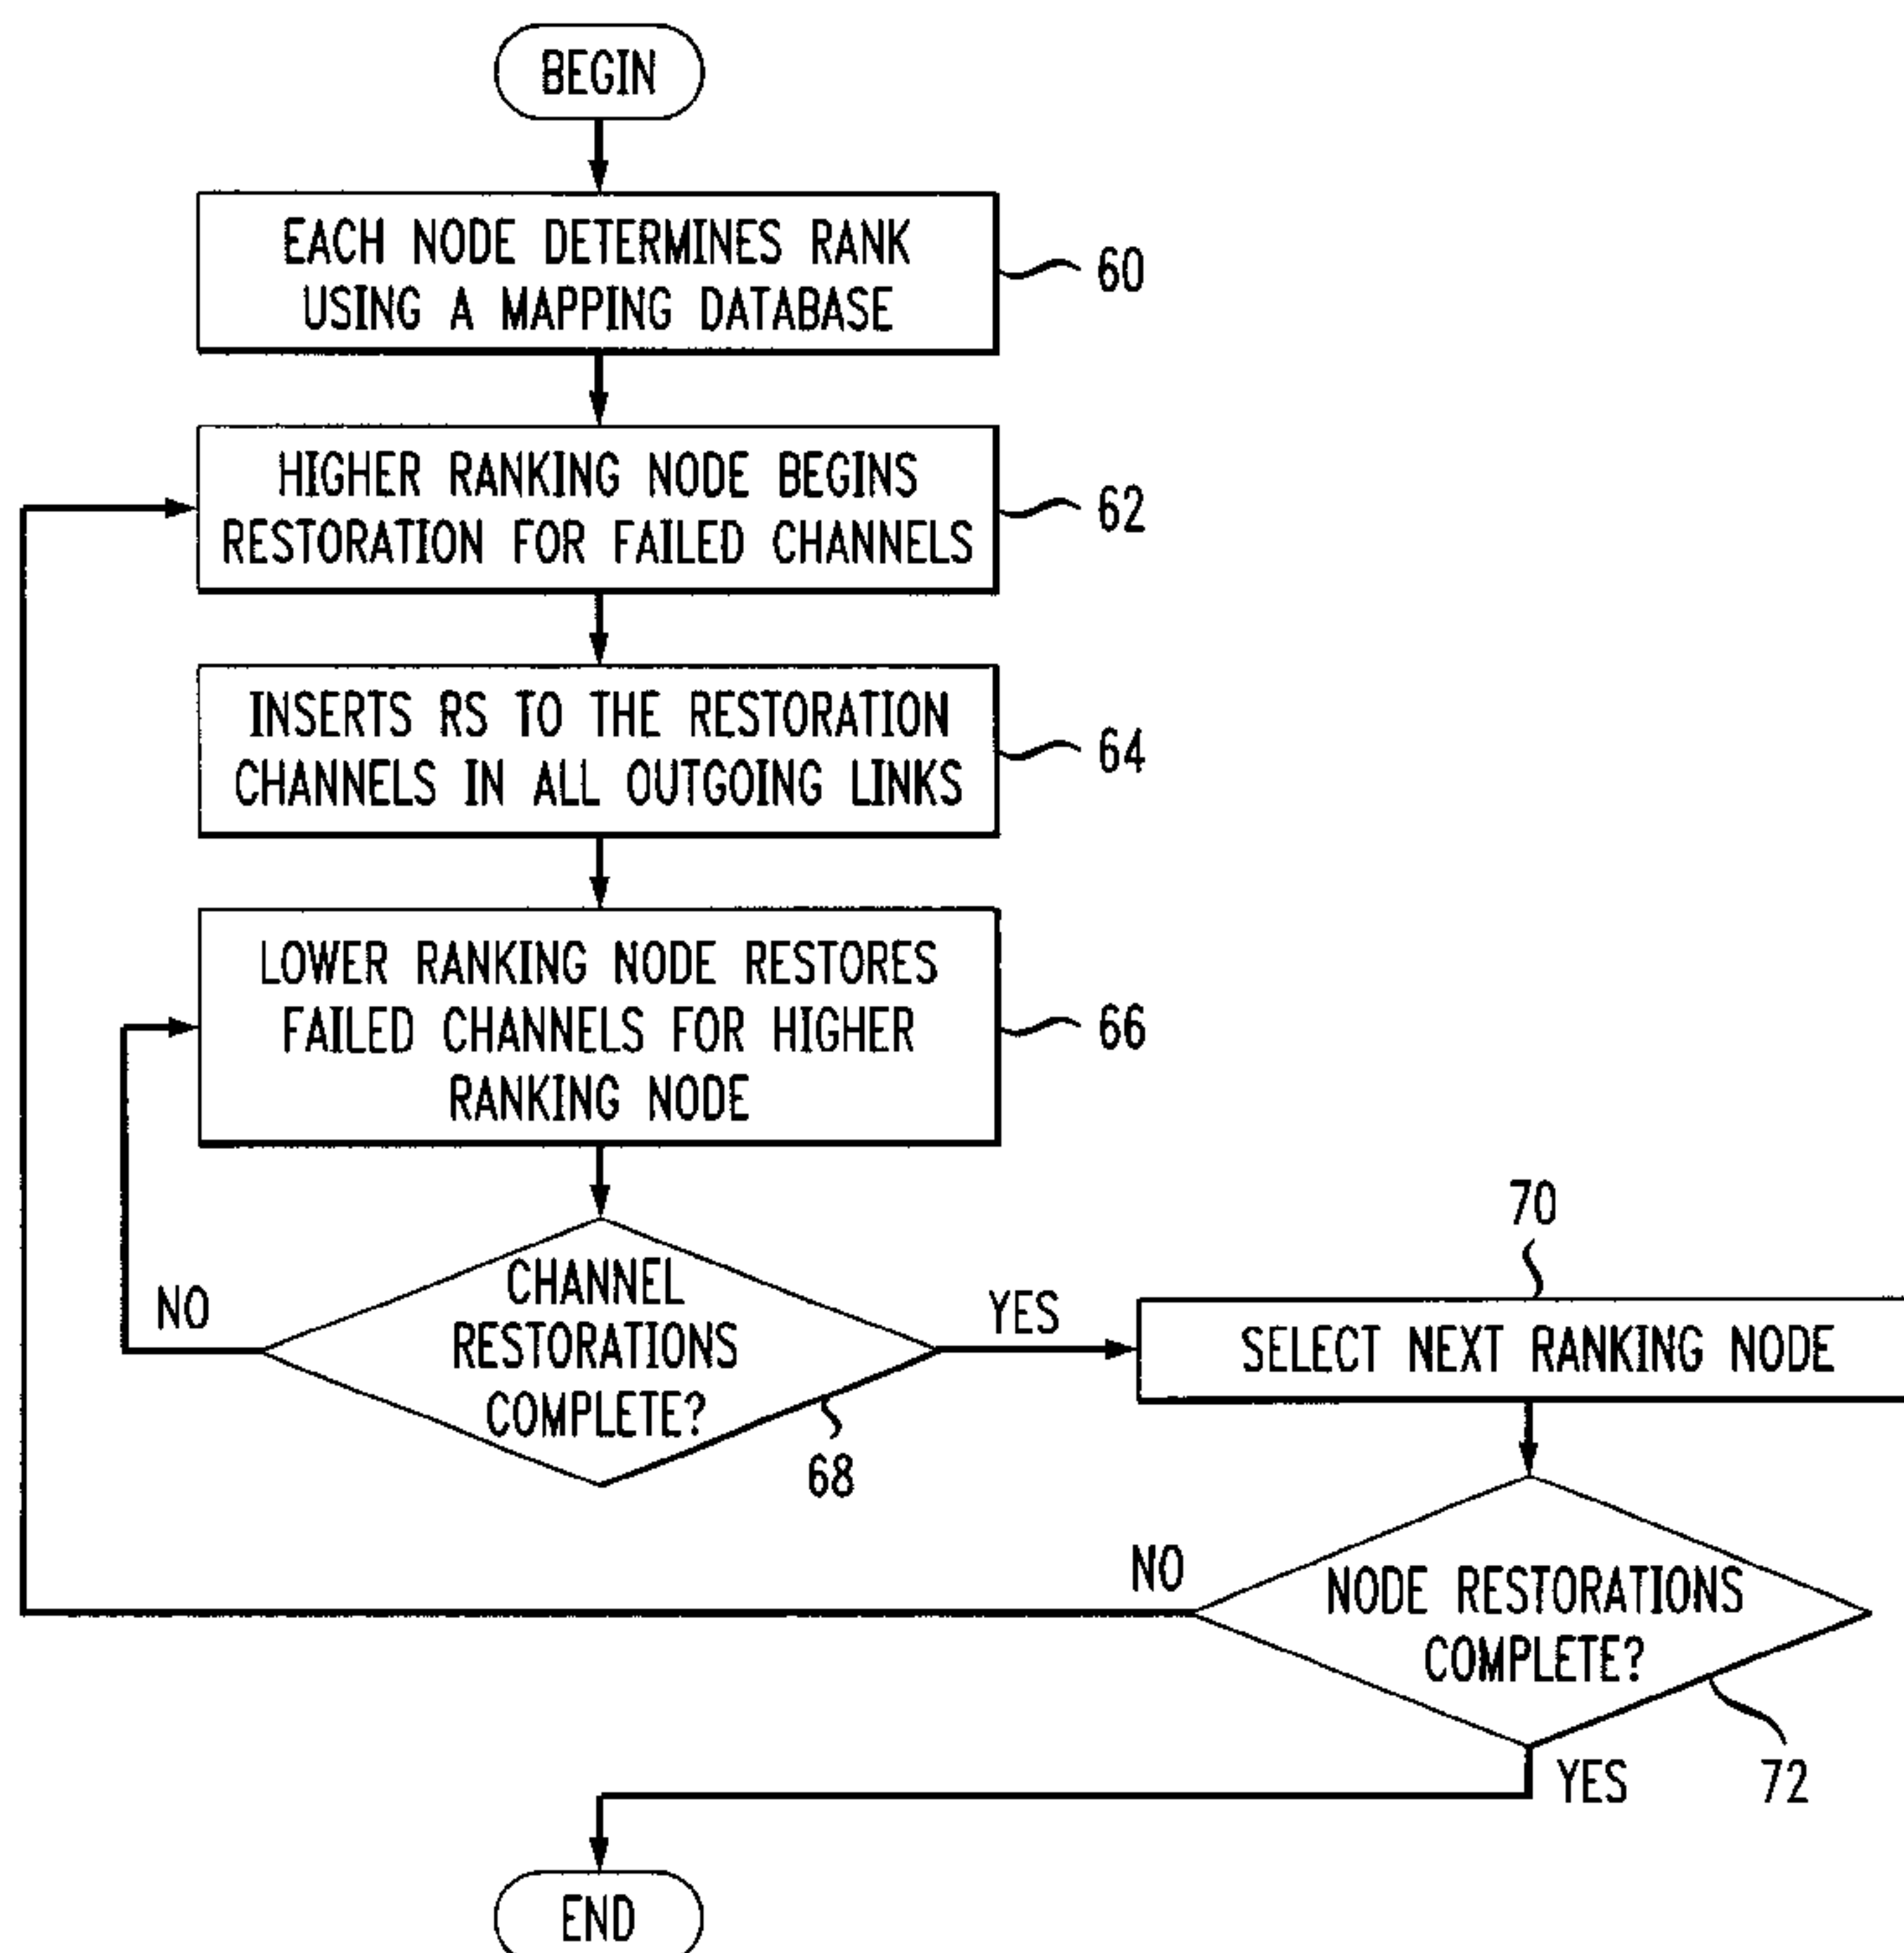 BEGIN
EACH NODE DETERMINES RANK
USING A MAPPING DATABASE
60
HIGHER RANKING NODE BEGINS
RESTORATION FOR FAILED CHANNELS
62
INSERTS RS TO THE RESTORATION
CHANNELS IN ALL OUTGOING LINKS
64
LOWER RANKING NODE RESTORES
FAILED CHANNELS FOR HIGHER
RANKING NODE
66
CHANNEL
RESTORATIONS
COMPLETE?
68
NO
YES
70
SELECT NEXT RANKING NODE
NO
NODE RESTORATIONS
COMPLETE?
72
YES
END